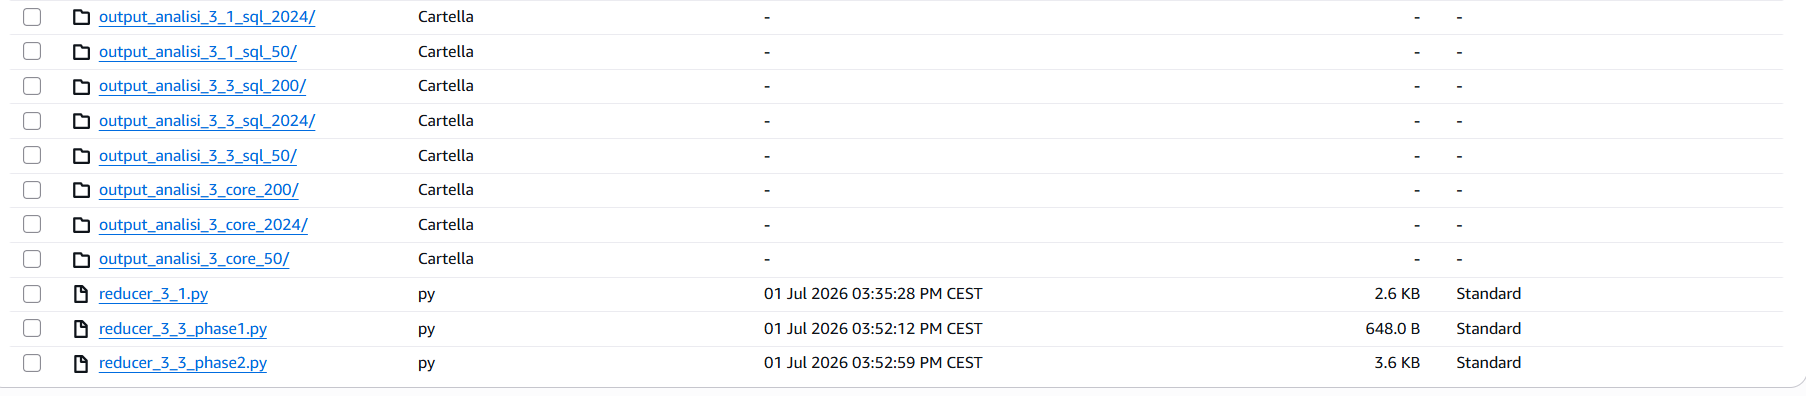 output_analisi_3_1_sql_2024/ Cartella - - -
output_analisi_3_1_sql_50/ Cartella - - -
output_analisi_3_3_sql_200/ Cartella - - -
output_analisi_3_3_sql_2024/ Cartella - - -
output_analisi_3_3_sql_50/ Cartella - - -
output_analisi_3_core_200/ Cartella - - -
output_analisi_3_core_2024/ Cartella - - -
output_analisi_3_core_50/ Cartella - - -
reducer_3_1.py py 01 Jul 2026 03:35:28 PM CEST 2.6 KB Standard
reducer_3_3_phase1.py py 01 Jul 2026 03:52:12 PM CEST 648.0 B Standard
reducer_3_3_phase2.py py 01 Jul 2026 03:52:59 PM CEST 3.6 KB Standard